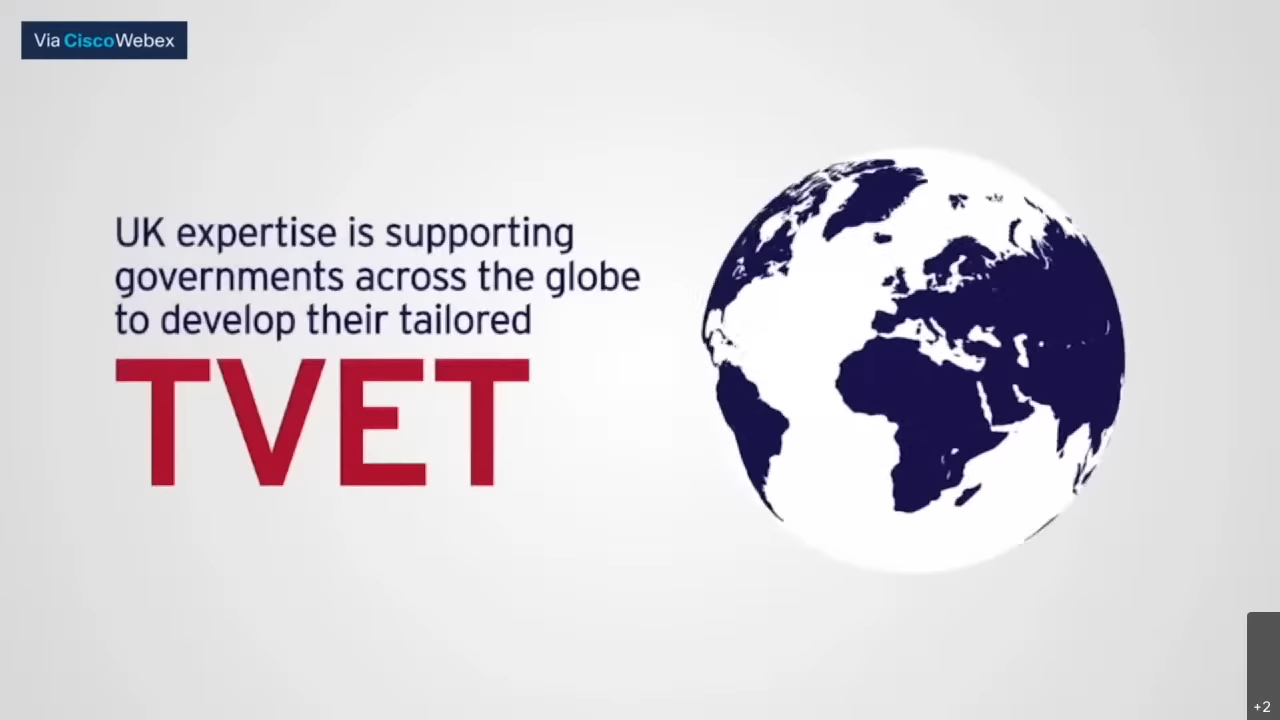 Via CiscoWebex
UK expertise is supporting
governments across the globe
to develop their tailored
TVET
+2